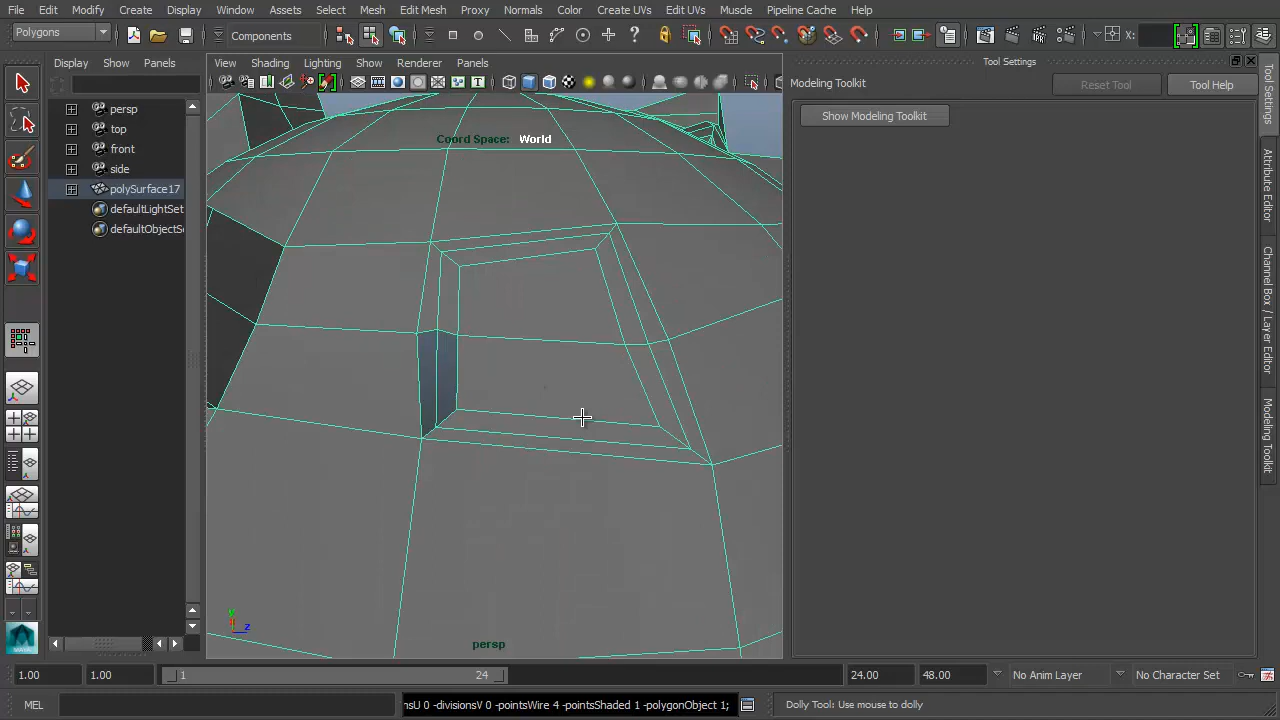 File Edit Modify Create Display Window Assets Select Mesh Edit Mesh Proxy Normals Color Create UVs Edit UVs Muscle Pipeline Cache Help
Polygons Components X:
Tool Settings
Display Show Panels
View Shading Lighting Show Renderer Panels
Modeling Toolkit Reset Tool Help
Show Modeling Toolkit
persp
top
front
side
polySurface17
defaultLightSet
defaultObjectSe
Coord Space: World
y
z
persp
Tool Settings
Attribute Editor
Channel Box / Layer Editor
Modeling Toolkit
1.00 1.00 1 24 24.00 48.00 No Anim Layer No Character Set
MEL nsU 0 -divisionsV 0 -pointsWire 4 -pointsShaded 1 -polygonObject 1; Dolly Tool: Use mouse to dolly